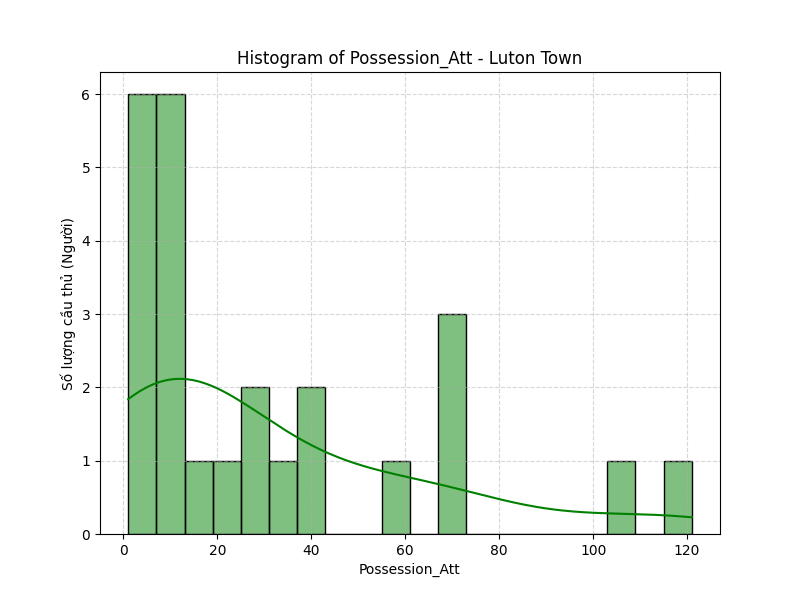 Histogram of Possession_Att - Luton Town
Số lượng cầu thủ (Người)
6
5
4
3
2
1
0
0 20 40 60 80 100 120
Possession_Att